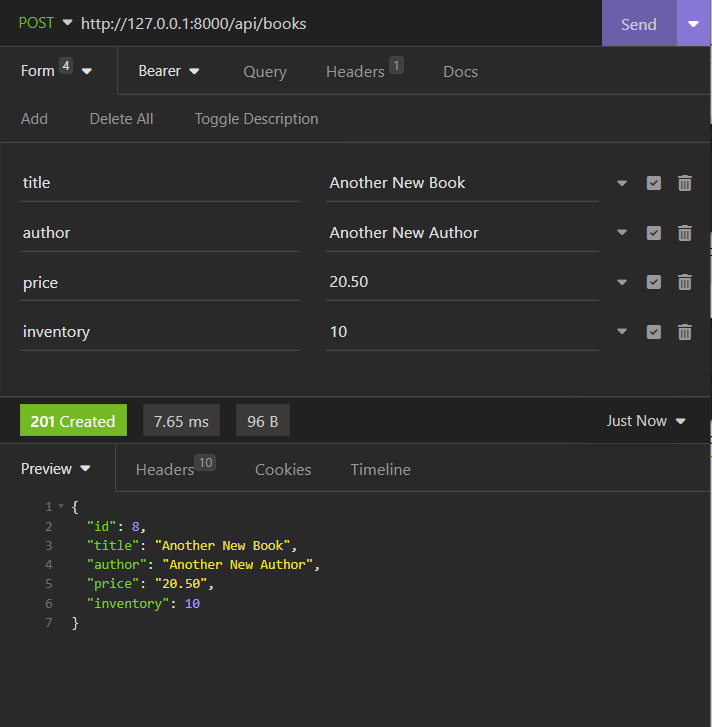 POST http://127.0.0.1:8000/api/books Send
Form 4 Bearer Query Headers 1 Docs
Add Delete All Toggle Description
title Another New Book
author Another New Author
price 20.50
inventory 10
201 Created 7.65 ms 96 B Just Now
Preview Headers 10 Cookies Timeline
1 {
2 "id": 8,
3 "title": "Another New Book",
4 "author": "Another New Author",
5 "price": "20.50",
6 "inventory": 10
7 }